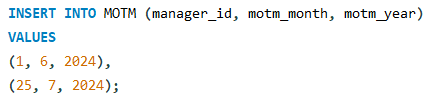 INSERT INTO MOTM (manager_id, motm_month, motm_year)
VALUES
(1, 6, 2024),
(25, 7, 2024);